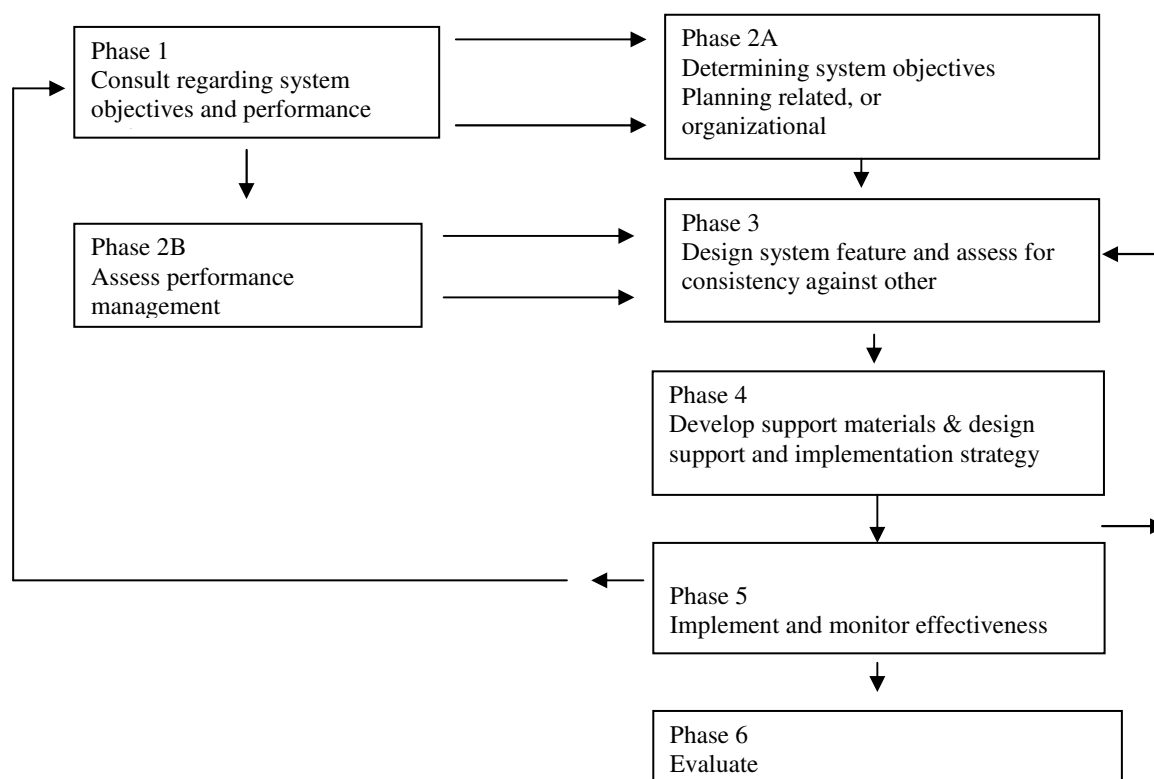 Phase 1
Consult regarding system
objectives and performance
Phase 2A
Determining system objectives
Planning related, or
organizational
Phase 2B
Assess performance
management
Phase 3
Design system feature and assess for
consistency against other
Phase 4
Develop support materials & design
support and implementation strategy
Phase 5
Implement and monitor effectiveness
Phase 6
Evaluate